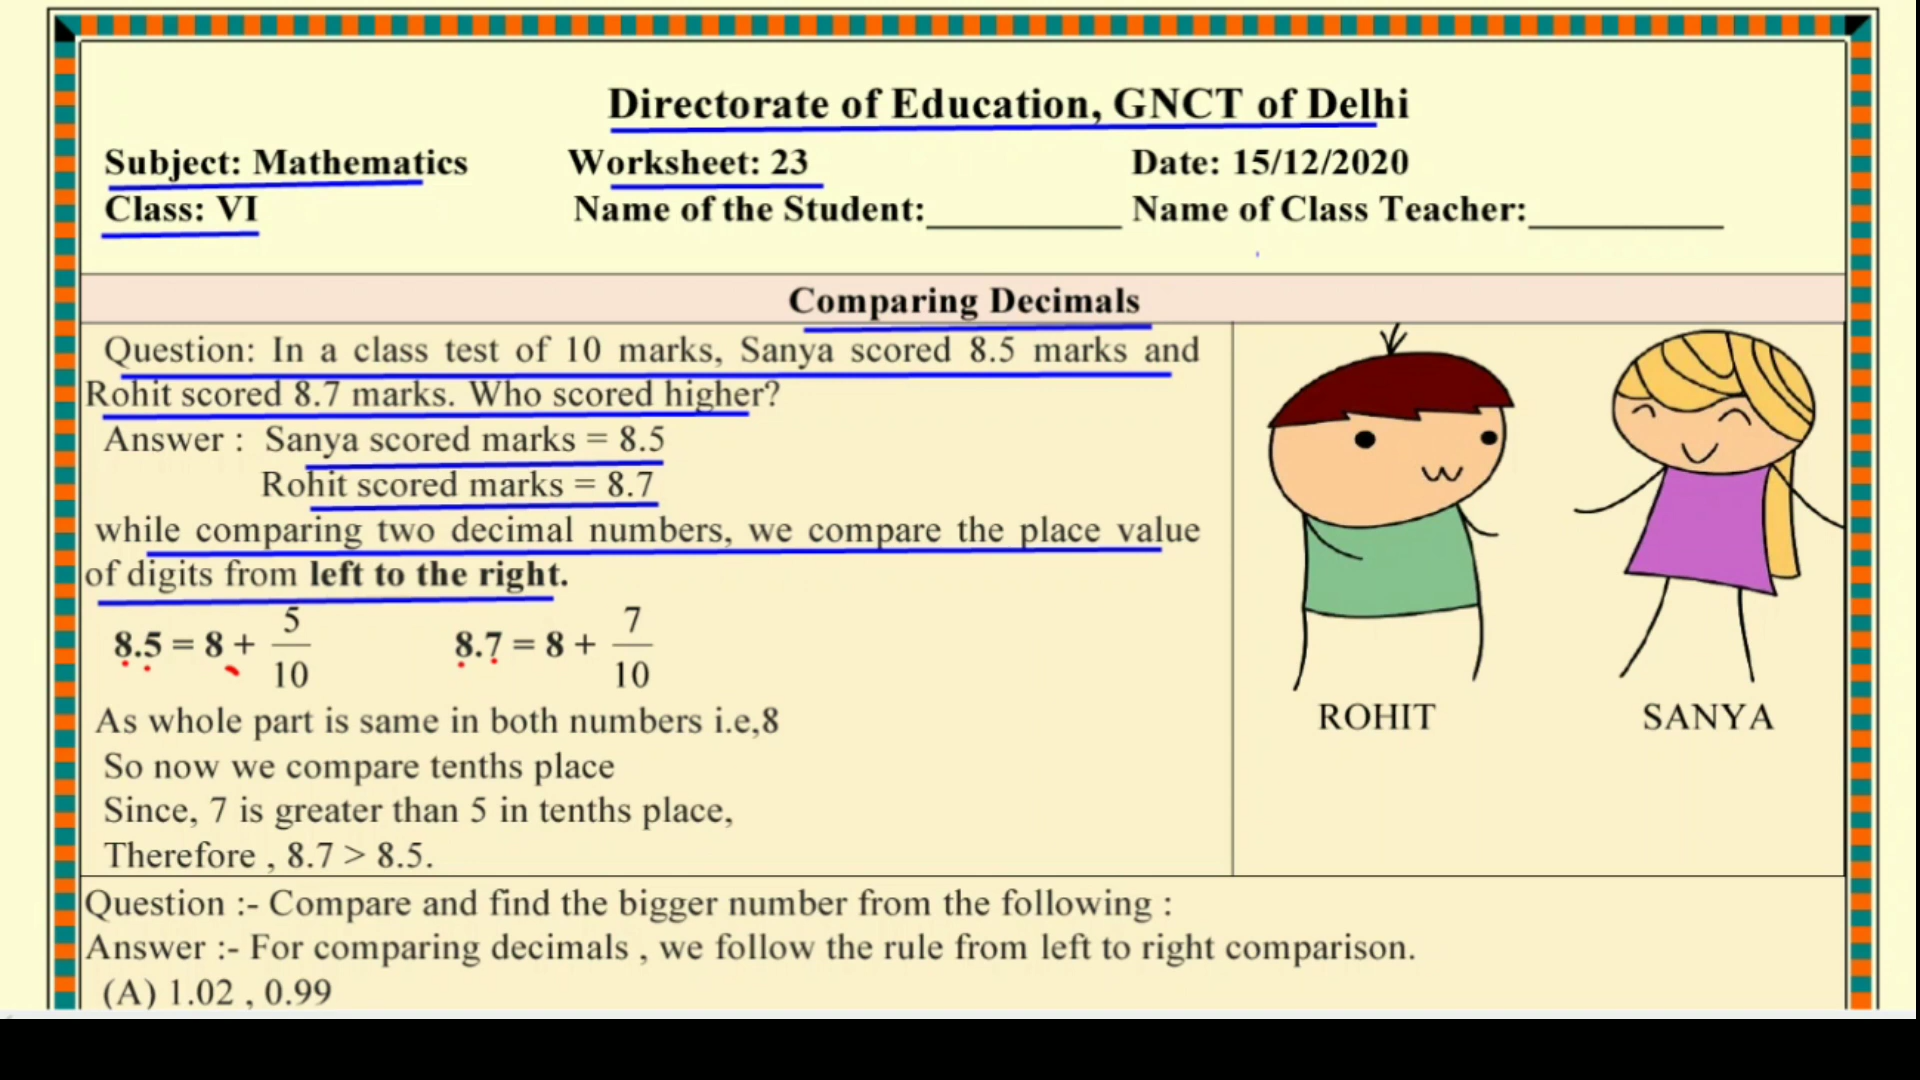 Directorate of Education, GNCT of Delhi
Subject: Mathematics Worksheet: 23 Date: 15/12/2020
Class: VI Name of the Student:__________ Name of Class Teacher:__________
Comparing Decimals
Question: In a class test of 10 marks, Sanya scored 8.5 marks and
Rohit scored 8.7 marks. Who scored higher?
Answer : Sanya scored marks = 8.5
Rohit scored marks = 8.7
while comparing two decimal numbers, we compare the place value
of digits from left to the right.
8.5 = 8 + 5/10 8.7 = 8 + 7/10
As whole part is same in both numbers i.e,8
So now we compare tenths place
Since, 7 is greater than 5 in tenths place,
Therefore , 8.7 > 8.5.
ROHIT SANYA
Question :- Compare and find the bigger number from the following :
Answer :- For comparing decimals , we follow the rule from left to right comparison.
(A) 1.02 , 0.99